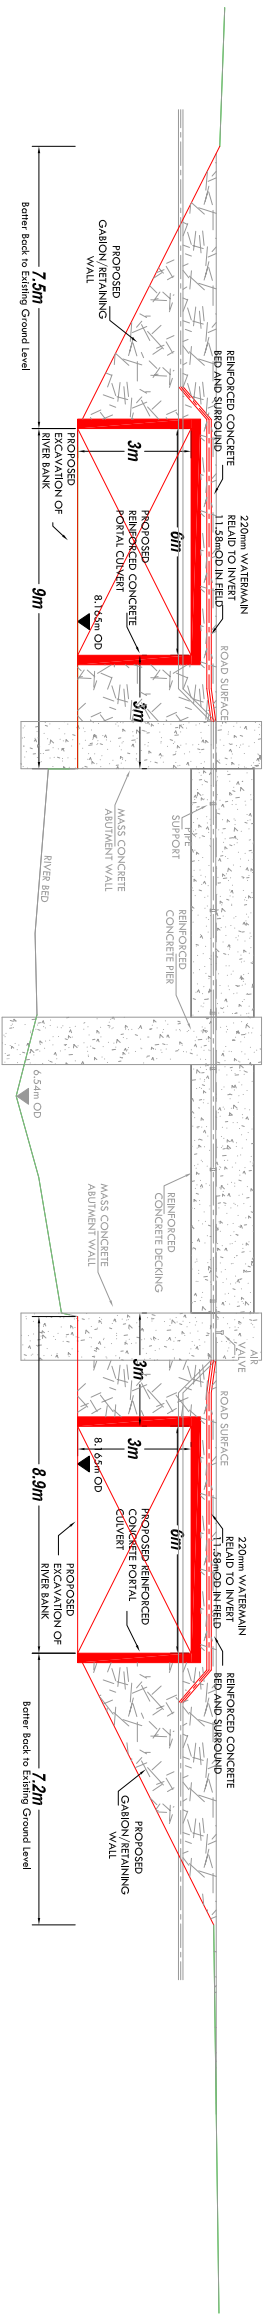 7.5m
Batter Back to Existing Ground Level
PROPOSED
GABION/RETAINING
WALL
REINFORCED CONCRETE
BED AND SURROUND
220mm WATERMAIN
RELAID TO INVERT
11.58mOD IN FIELD
ROAD SURFACE
3m
6m
PROPOSED
REINFORCED CONCRETE
PORTAL CULVERT
8.165m OD
PROPOSED
EXCAVATION OF
RIVER BANK
9m
3m
PIPE
SUPPORT
MASS CONCRETE
ABUTMENT WALL
RIVER BED
REINFORCED
CONCRETE PIER
6.54m OD
REINFORCED
CONCRETE DECKING
MASS CONCRETE
ABUTMENT WALL
AIR
VALVE
ROAD SURFACE
3m
3m
6m
8.165m OD
PROPOSED REINFORCED
CONCRETE PORTAL
CULVERT
220mm WATERMAIN
RELAID TO INVERT
11.58mOD IN FIELD
REINFORCED CONCRETE
BED AND SURROUND
8.9m
PROPOSED
EXCAVATION OF
RIVER BANK
7.2m
Batter Back to Existing Ground Level
PROPOSED
GABION/RETAINING
WALL